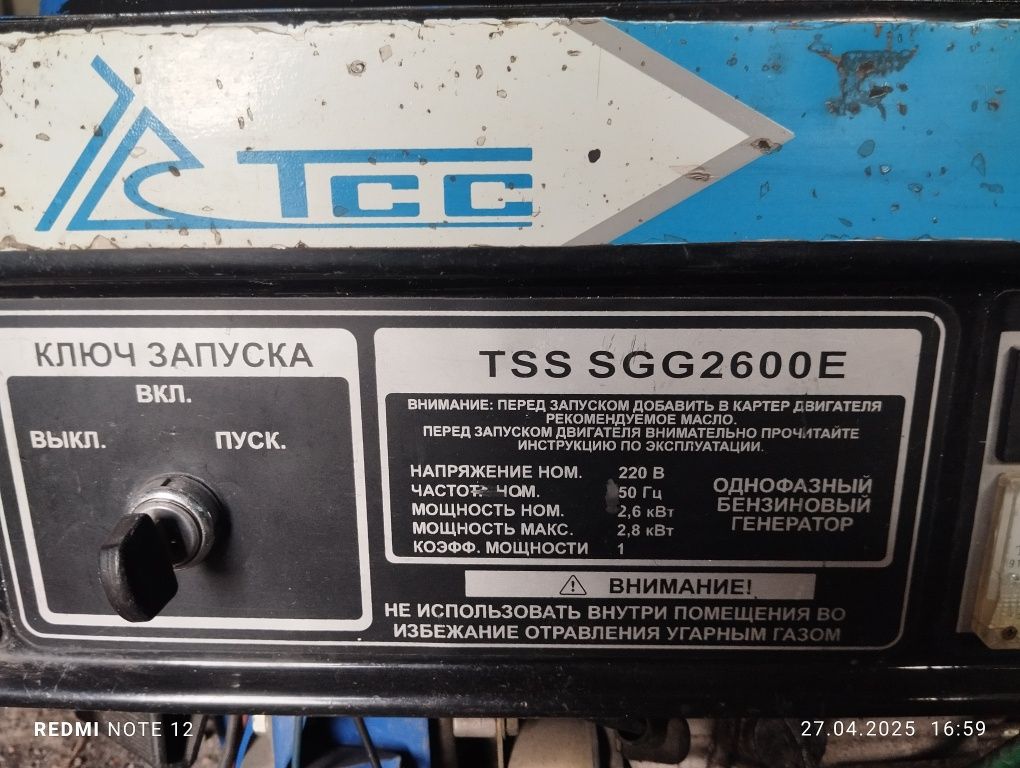 ТСС
КЛЮЧ ЗАПУСКА
ВКЛ.
ВЫКЛ.
ПУСК.
TSS SGG2600E
ВНИМАНИЕ: ПЕРЕД ЗАПУСКОМ ДОБАВИТЬ В КАРТЕР ДВИГАТЕЛЯ
РЕКОМЕНДУЕМОЕ МАСЛО.
ПЕРЕД ЗАПУСКОМ ДВИГАТЕЛЯ ВНИМАТЕЛЬНО ПРОЧИТАЙТЕ
ИНСТРУКЦИЮ ПО ЭКСПЛУАТАЦИИ.
НАПРЯЖЕНИЕ НОМ. 220 В
ЧАСТОТА НОМ. 50 Гц
МОЩНОСТЬ НОМ. 2,6 кВт
МОЩНОСТЬ МАКС. 2,8 кВт
КОЭФФ. МОЩНОСТИ 1
ОДНОФАЗНЫЙ
БЕНЗИНОВЫЙ
ГЕНЕРАТОР
ВНИМАНИЕ!
НЕ ИСПОЛЬЗОВАТЬ ВНУТРИ ПОМЕЩЕНИЯ ВО
ИЗБЕЖАНИЕ ОТРАВЛЕНИЯ УГАРНЫМ ГАЗОМ
REDMI NOTE 12
27.04.2025 16:59